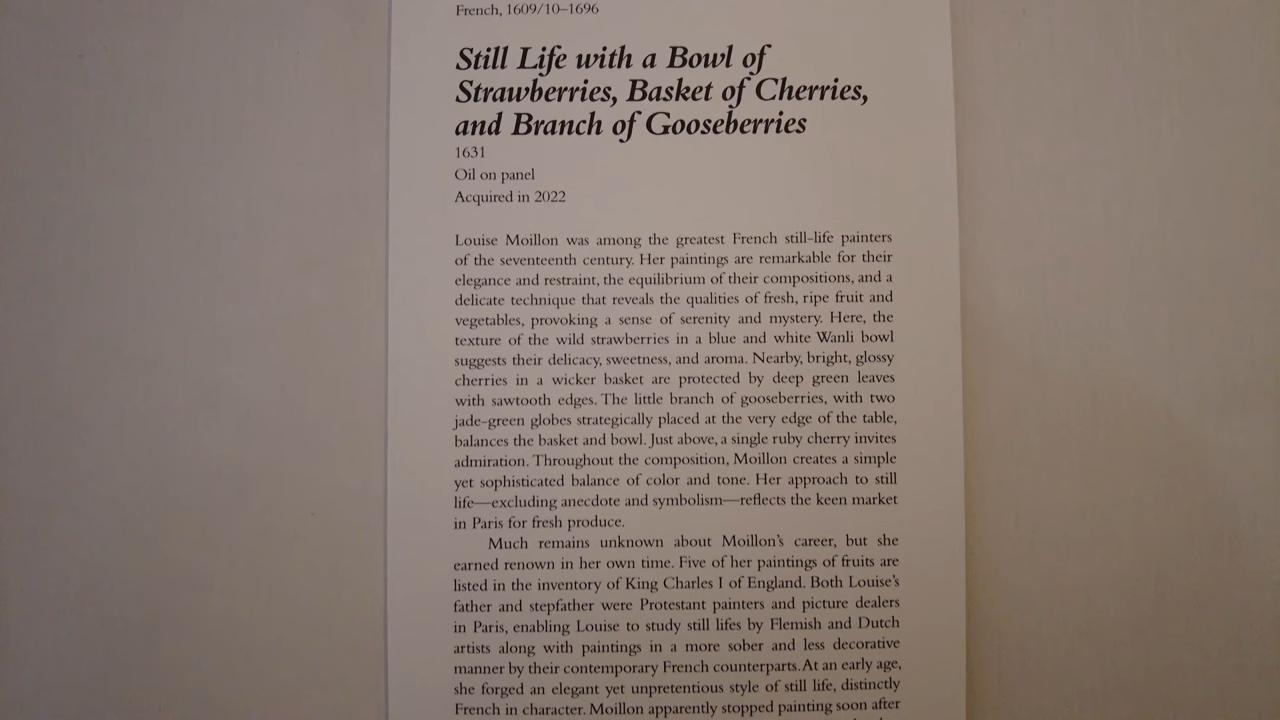 French, 1609/10–1696
Still Life with a Bowl of
Strawberries, Basket of Cherries,
and Branch of Gooseberries
1631
Oil on panel
Acquired in 2022
Louise Moillon was among the greatest French still-life painters
of the seventeenth century. Her paintings are remarkable for their
elegance and restraint, the equilibrium of their compositions, and a
delicate technique that reveals the qualities of fresh, ripe fruit and
vegetables, provoking a sense of serenity and mystery. Here, the
texture of the wild strawberries in a blue and white Wanli bowl
suggests their delicacy, sweetness, and aroma. Nearby, bright, glossy
cherries in a wicker basket are protected by deep green leaves
with sawtooth edges. The little branch of gooseberries, with two
jade-green globes strategically placed at the very edge of the table,
balances the basket and bowl. Just above, a single ruby cherry invites
admiration. Throughout the composition, Moillon creates a simple
yet sophisticated balance of color and tone. Her approach to still
life—excluding anecdote and symbolism—reflects the keen market
in Paris for fresh produce.
Much remains unknown about Moillon's career, but she
earned renown in her own time. Five of her paintings of fruits are
listed in the inventory of King Charles I of England. Both Louise's
father and stepfather were Protestant painters and picture dealers
in Paris, enabling Louise to study still lifes by Flemish and Dutch
artists along with paintings in a more sober and less decorative
manner by their contemporary French counterparts. At an early age,
she forged an elegant yet unpretentious style of still life, distinctly
French in character. Moillon apparently stopped painting soon after